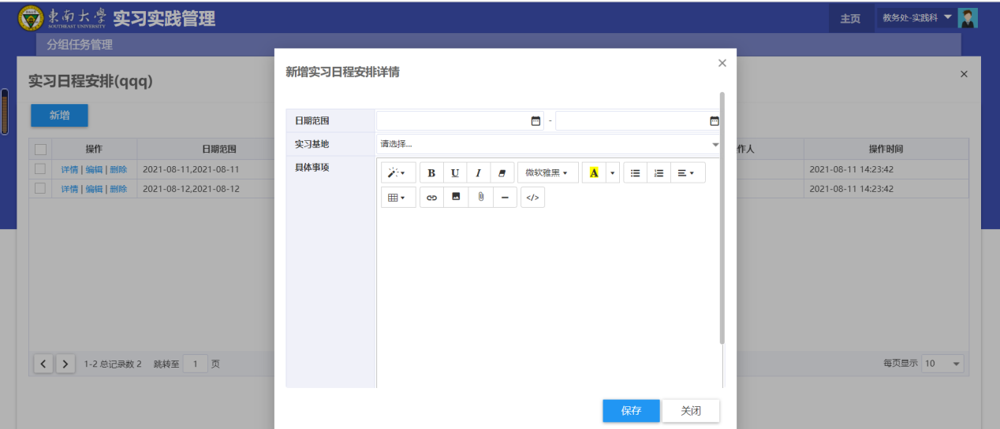 東南大學 实习实践管理
SOUTHEAST UNIVERSITY
主页
教务处-实践科
分组任务管理
实习日程安排(qqq)
新增
操作 日期范围
作人 操作时间
详情 | 编辑 | 删除 2021-08-11,2021-08-11
2021-08-11 14:23:42
详情 | 编辑 | 删除 2021-08-12,2021-08-12
2021-08-11 14:23:42
1-2 总记录数 2 跳转至 1 页
每页显示 10
新增实习日程安排详情
日期范围 -
实习基地 请选择...
具体事项
B U I 微软雅黑 A
</>
保存 关闭